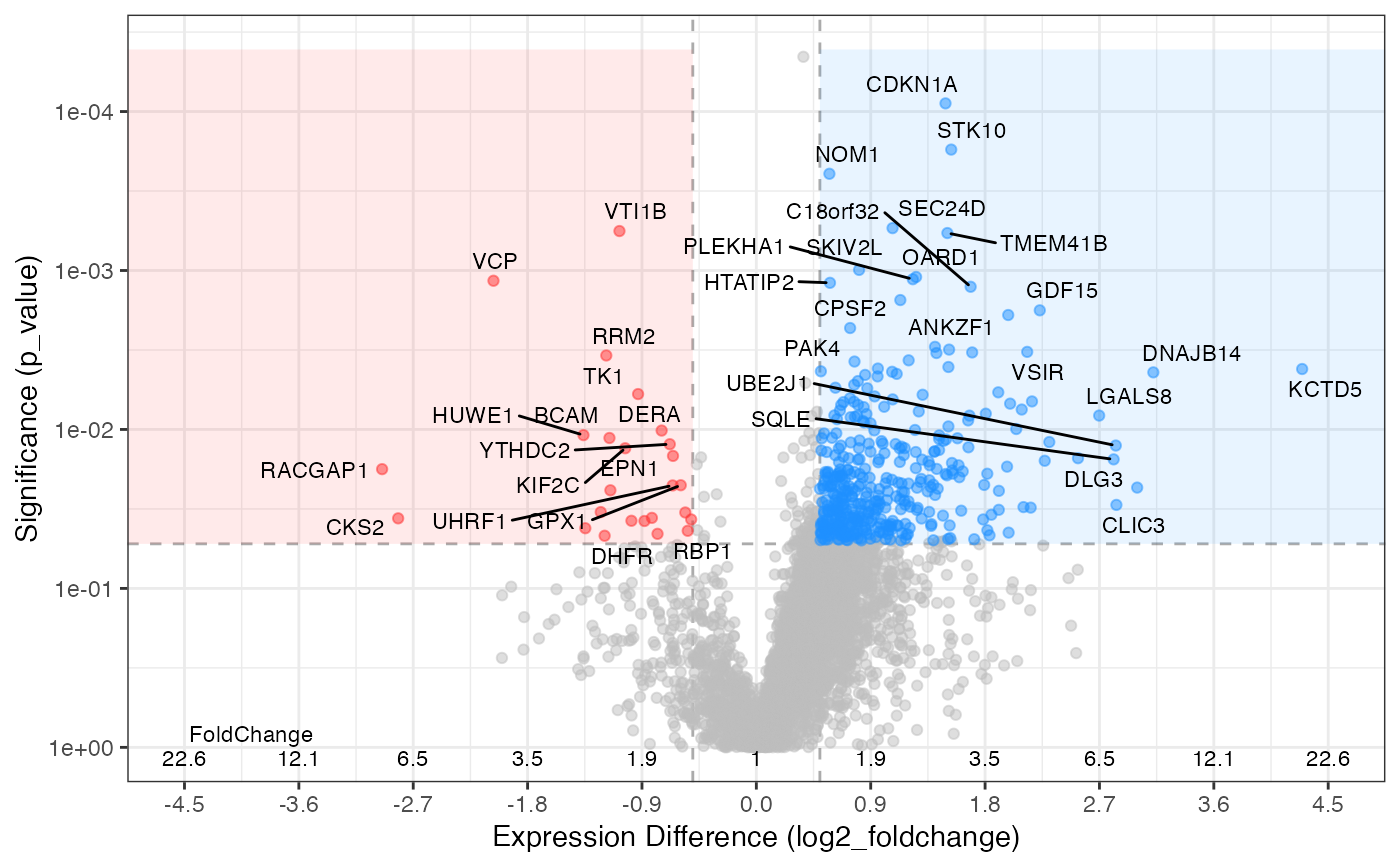 CDKN1A
1e-04
STK10
NOM1
VTI1B
C18orf32
SEC24D
PLEKHA1
SKIV2L
TMEM41B
VCP
OARD1
1e-03
HTATIP2
GDF15
CPSF2
ANKZF1
RRM2
PAK4
DNAJB14
TK1
VSIR
UBE2J1
KCTD5
LGALS8
HUWE1
BCAM
DERA
SQLE
1e-02
YTHDC2
RACGAP1
EPN1
DLG3
KIF2C
UHRF1
GPX1
CKS2
CLIC3
DHFR
RBP1
1e-01
FoldChange
1e+00
22.6 12.1 6.5 3.5 1.9 1 1.9 3.5 6.5 12.1 22.6
-4.5 -3.6 -2.7 -1.8 -0.9 0.0 0.9 1.8 2.7 3.6 4.5
Expression Difference (log2_foldchange)
Significance (p_value)